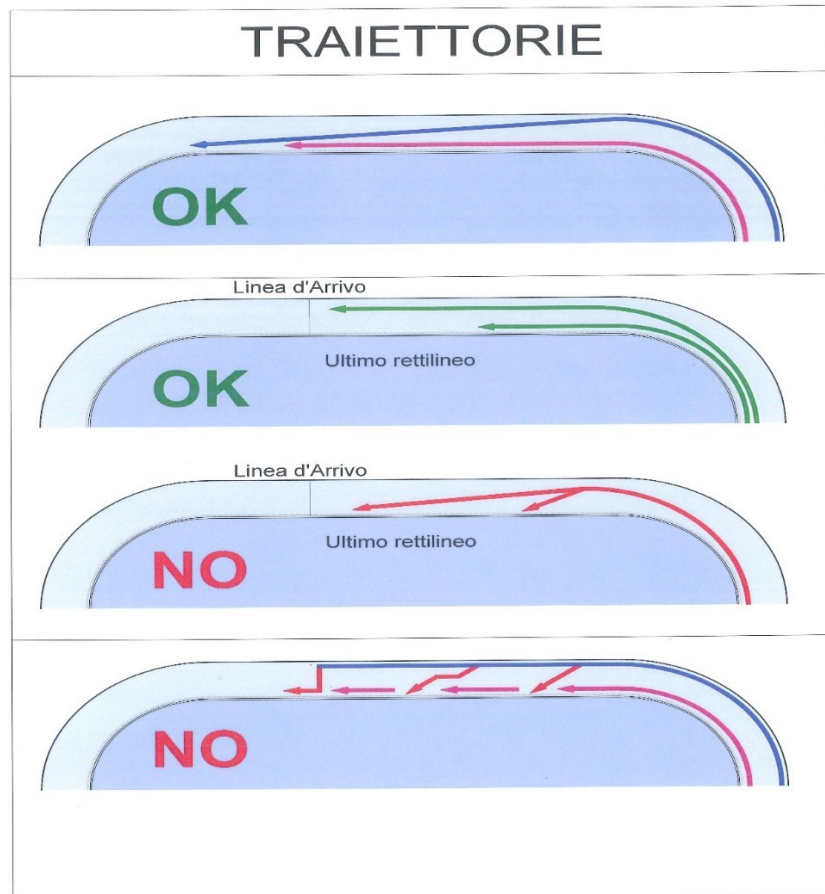 TRAIETTORIE
OK
Linea d'Arrivo
Ultimo rettilineo
OK
Linea d'Arrivo
Ultimo rettilineo
NO
NO